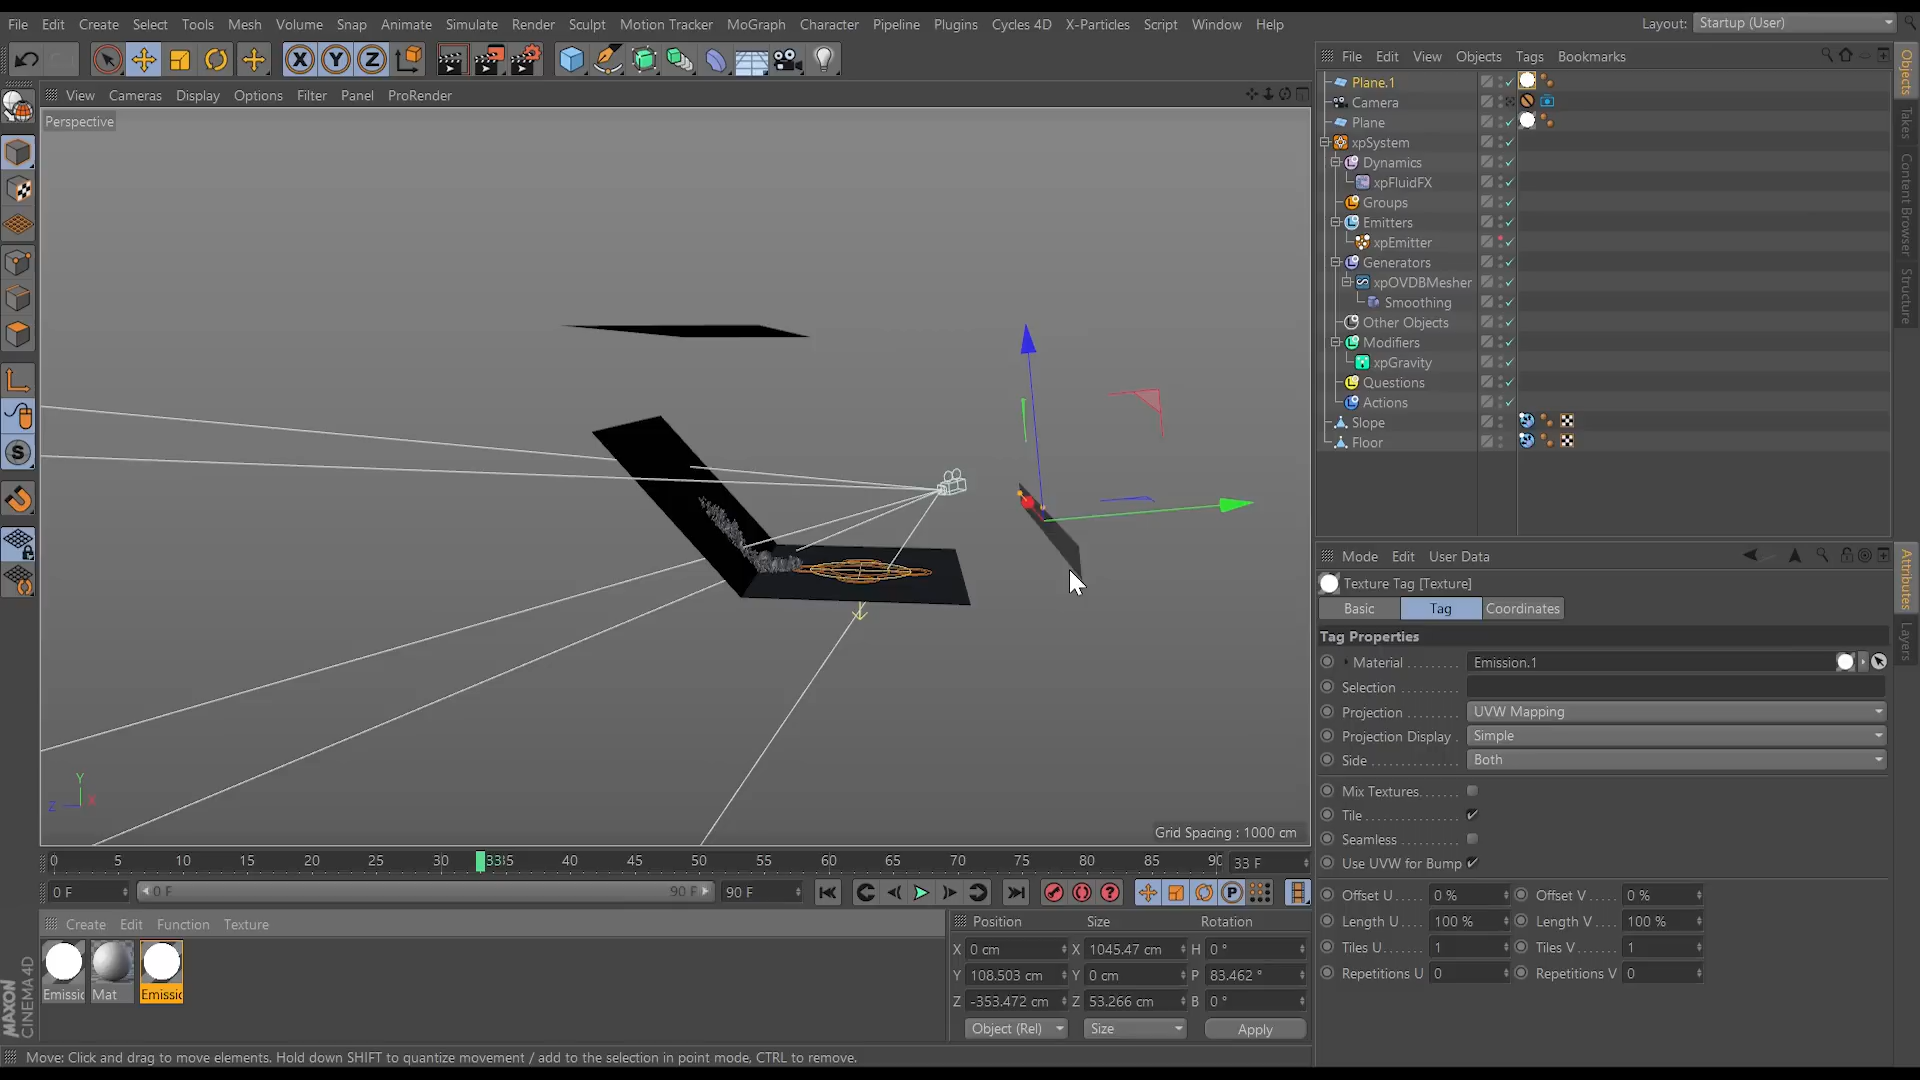 File Edit Create Select Tools Mesh Volume Snap Animate Simulate Render Sculpt Motion Tracker MoGraph Character Pipeline Plugins Cycles 4D X-Particles Script Window Help
Layout: Startup (User)
View Cameras Display Options Filter Panel ProRender
Perspective
Grid Spacing : 1000 cm
Y
Z X
File Edit View Objects Tags Bookmarks
Plane.1
Camera
Plane
xpSystem
Dynamics
xpFluidFX
Groups
Emitters
xpEmitter
Generators
xpOVDBMesher
Smoothing
Other Objects
Modifiers
xpGravity
Questions
Actions
Slope
Floor
Objects
Takes
Content Browser
Structure
Mode Edit User Data
Texture Tag [Texture]
Basic Tag Coordinates
Tag Properties
Material . . . . . . . . . Emission.1
Selection . . . . . . . . . .
Projection . . . . . . . . . UVW Mapping
Projection Display . Simple
Side . . . . . . . . . . . . . . . Both
Mix Textures. . . . . . .
Tile . . . . . . . . . . . . . . . .
Seamless . . . . . . . . . .
Use UVW for Bump
Offset U. . . . . 0 % Offset V . . . . . 0 %
Length U. . . . 100 % Length V . . . . 100 %
Tiles U. . . . . . 1 Tiles V. . . . . . 1
Repetitions U 0 Repetitions V 0
Attributes
Layers
0 5 10 15 20 25 30 3335 40 45 50 55 60 65 70 75 80 85 90 33 F
0 F 0 F 90 F 90 F
Create Edit Function Texture
Emissic Mat Emissic
Position Size Rotation
X 0 cm X 1045.47 cm H 0 °
Y 108.503 cm Y 0 cm P 83.462 °
Z -353.472 cm Z 53.266 cm B 0 °
Object (Rel) Size Apply
MAXON
CINEMA 4D
Move: Click and drag to move elements. Hold down SHIFT to quantize movement / add to the selection in point mode, CTRL to remove.